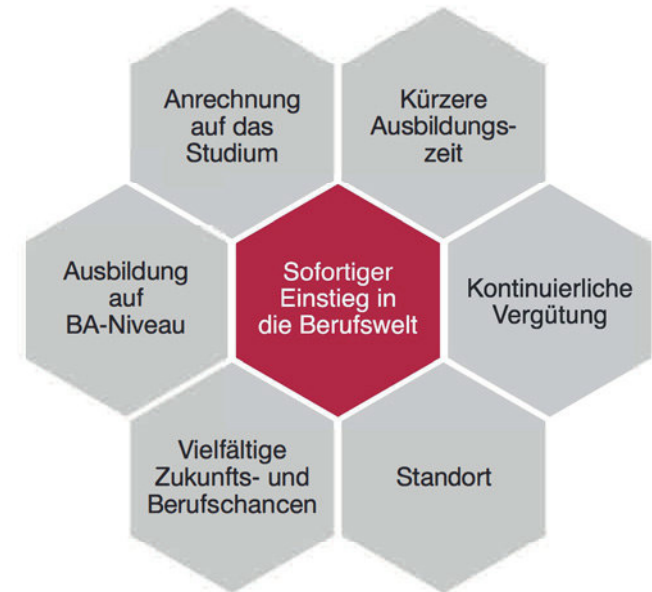 Anrechnung
auf das
Studium
Kürzere
Ausbildungs-
zeit
Ausbildung
auf
BA-Niveau
Sofortiger
Einstieg in
die Berufswelt
Kontinuierliche
Vergütung
Vielfältige
Zukunfts- und
Berufschancen
Standort